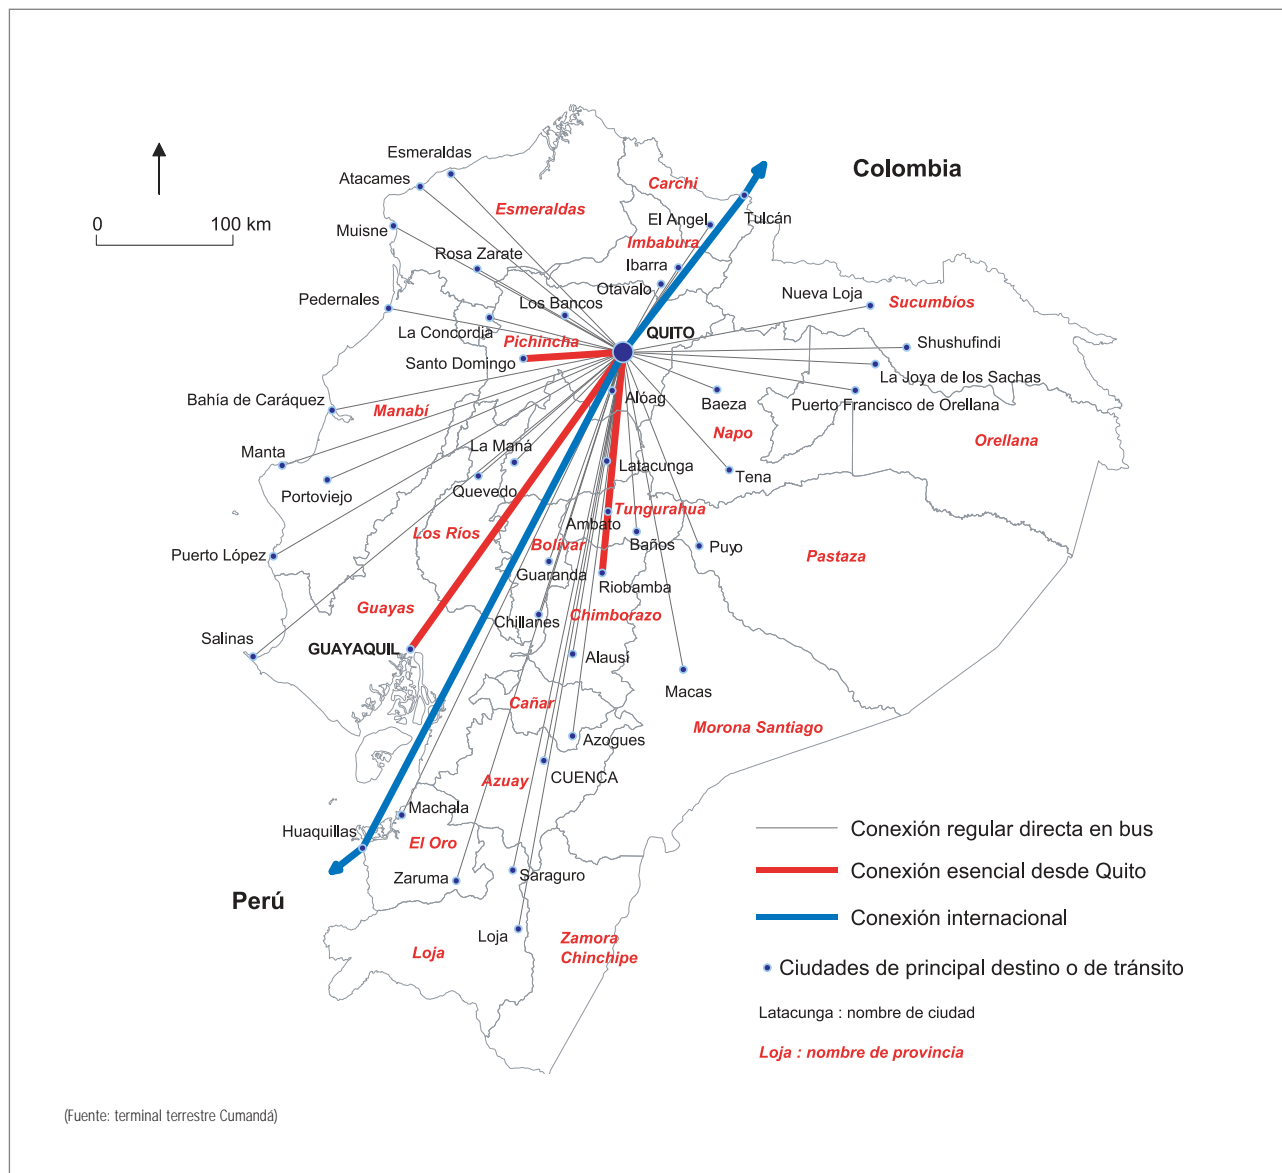 Esmeraldas
Atacames
Colombia
Carchi
Esmeraldas
El Angel
Tulcán
Muisne
Imbabura
Rosa Zarate
Ibarra
Otavalo
Nueva Loja
Sucumbíos
Pedernales
Los Bancos
La Concordia
QUITO
Pichincha
Shushufindi
Santo Domingo
La Joya de los Sachas
Alóag
Baeza
Puerto Francisco de Orellana
Bahía de Caráquez
Manabí
Napo
Orellana
La Maná
Manta
Latacunga
Tena
Portoviejo
Quevedo
Tungurahua
Ambato
Los Ríos
Bolívar
Baños
Puyo
Puerto López
Pastaza
Guaranda
Riobamba
Guayas
Chillanes
Chimborazo
Salinas
GUAYAQUIL
Alausí
Macas
Cañar
Morona Santiago
Azogues
Azuay
CUENCA
Machala
Huaquillas
El Oro
Zaruma
Saraguro
Perú
Loja
Loja
Zamora
Chinchipe
0 100 km
Conexión regular directa en bus
Conexión esencial desde Quito
Conexión internacional
Ciudades de principal destino o de tránsito
Latacunga : nombre de ciudad
Loja : nombre de provincia
(Fuente: terminal terrestre Cumandá)